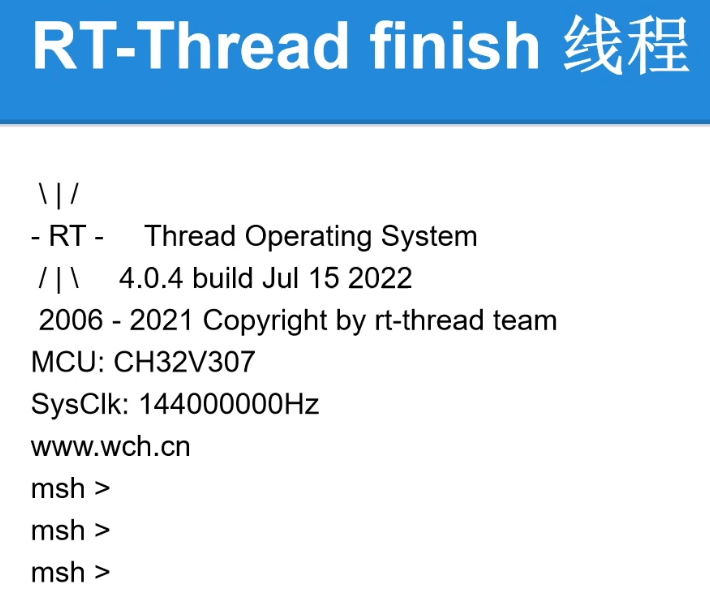 RT-Thread finish 线程
\ | /
- RT -     Thread Operating System
/ | \     4.0.4 build Jul 15 2022
2006 - 2021 Copyright by rt-thread team
MCU: CH32V307
SysClk: 144000000Hz
www.wch.cn
msh >
msh >
msh >